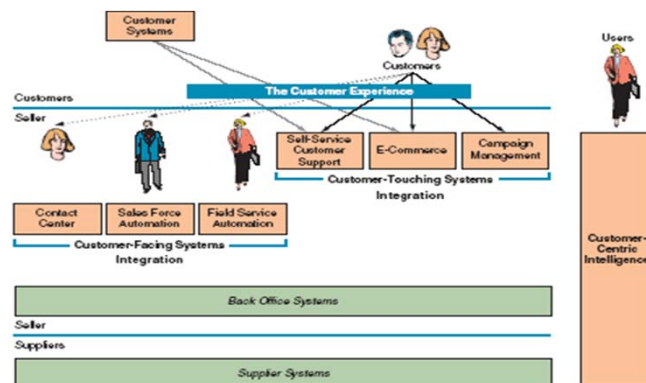 Customer
Systems
Users
Customers
The Customer Experience
Customers
Seller
Self-Service
Customer
Support
E-Commerce
Campaign
Management
Customer-Touching Systems
Integration
Contact
Center
Sales Force
Automation
Field Service
Automation
Customer-Facing Systems
Integration
Customer-
Centric
Intelligence
Back Office Systems
Seller
Suppliers
Supplier Systems